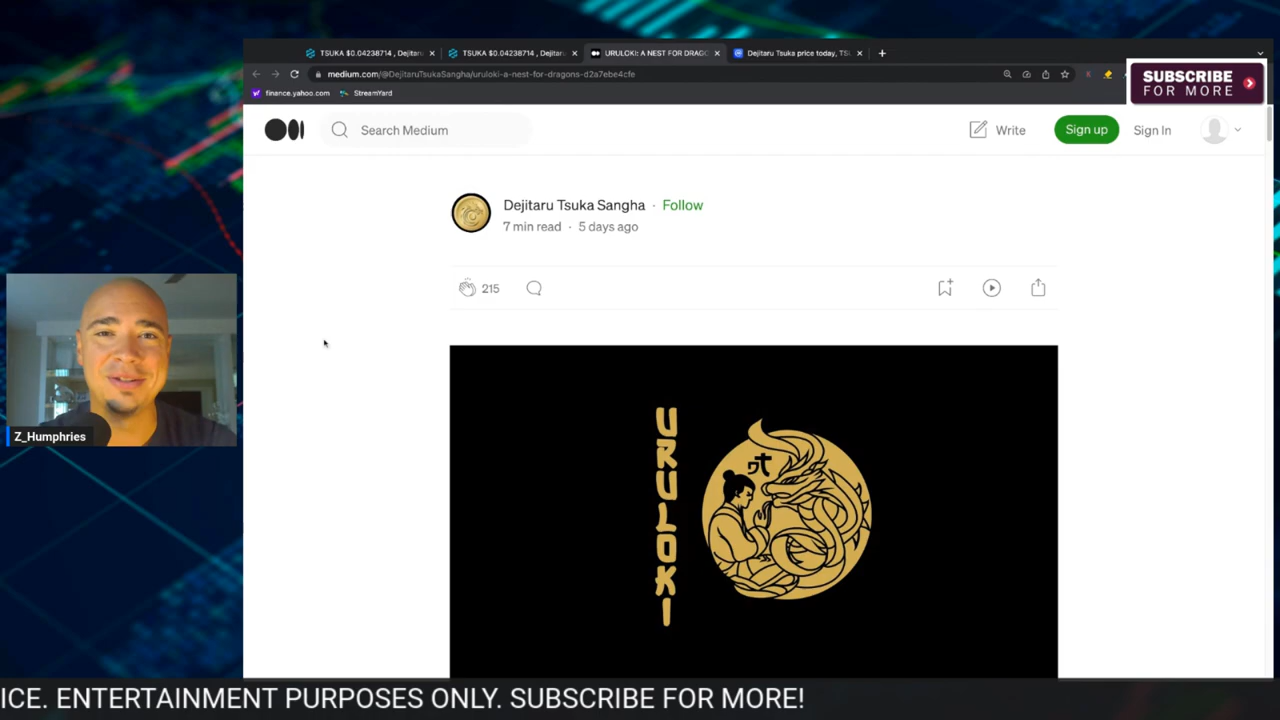 TSUKA $0.04238714 , Dejitaru
TSUKA $0.04238714 , Dejitaru
URULOKI: A NEST FOR DRAGO
Dejitaru Tsuka price today, TS
medium.com/@DejitaruTsukaSangha/uruloki-a-nest-for-dragons-d2a7ebe4cfe
finance.yahoo.com
StreamYard
SUBSCRIBE
FOR MORE
Search Medium
Write
Sign up
Sign In
Dejitaru Tsuka Sangha · Follow
7 min read · 5 days ago
215
URULOKI
Z_Humphries
ICE. ENTERTAINMENT PURPOSES ONLY. SUBSCRIBE FOR MORE!